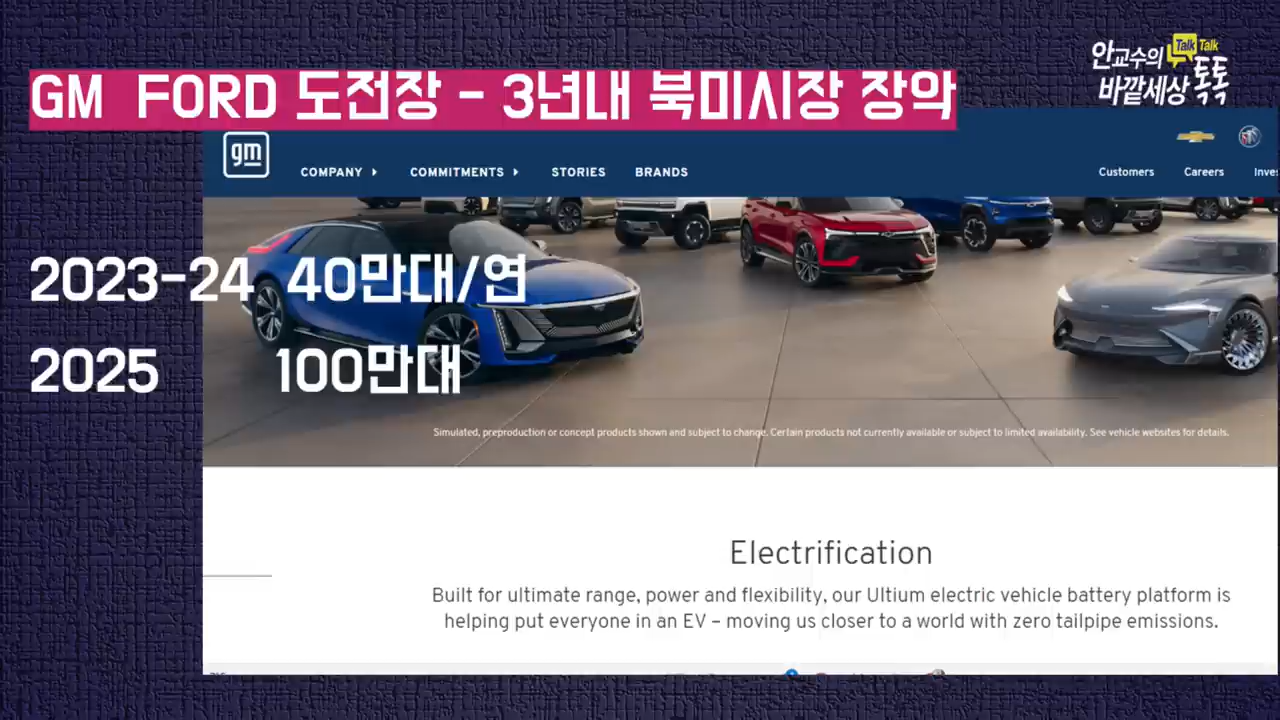 안교수의 Talk Talk
바깥세상 톡톡
GM FORD 도전장 - 3년내 북미시장 장악
gm
COMPANY
COMMITMENTS
STORIES
BRANDS
Customers
Careers
2023-24 40만대/연
2025 100만대
Simulated, preproduction or concept products shown and subject to change. Certain products not currently available or subject to limited availability. See vehicle websites for details.
Electrification
Built for ultimate range, power and flexibility, our Ultium electric vehicle battery platform is
helping put everyone in an EV – moving us closer to a world with zero tailpipe emissions.